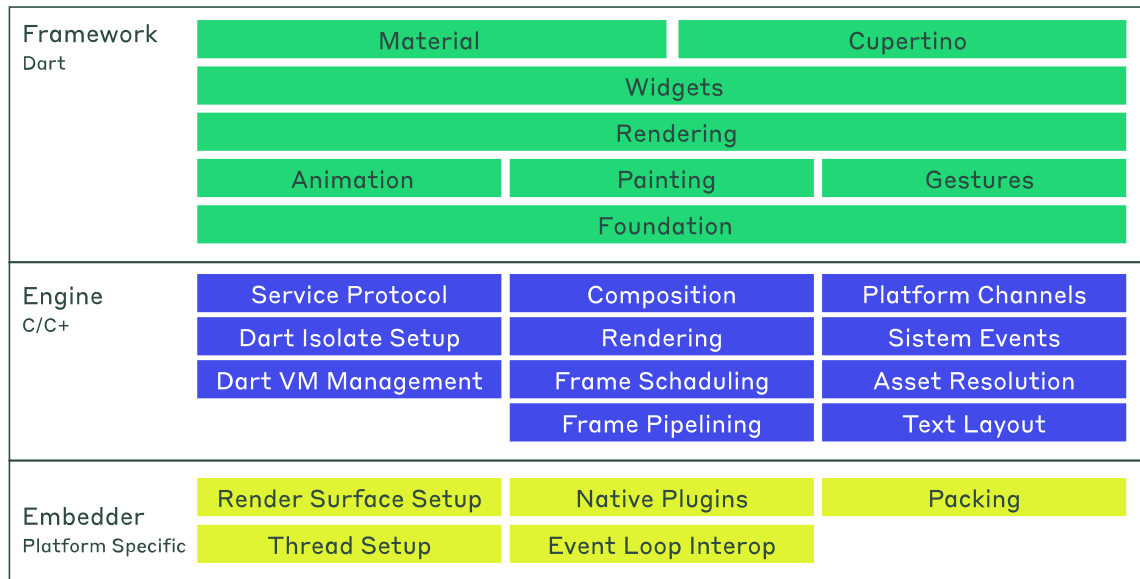 Framework
Dart
Material
Cupertino
Widgets
Rendering
Animation
Painting
Gestures
Foundation
Engine
C/C+
Service Protocol
Composition
Platform Channels
Dart Isolate Setup
Rendering
Sistem Events
Dart VM Management
Frame Schaduling
Asset Resolution
Frame Pipelining
Text Layout
Embedder
Platform Specific
Render Surface Setup
Native Plugins
Packing
Thread Setup
Event Loop Interop